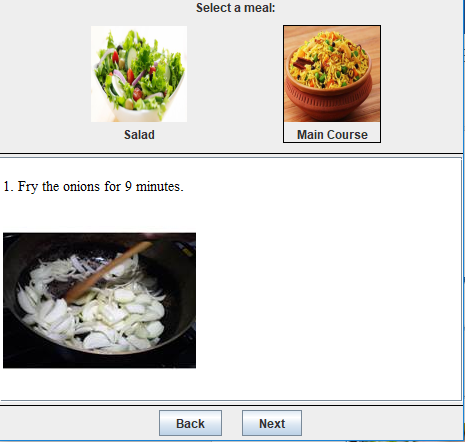 Select a meal:
Salad
Main Course
1. Fry the onions for 9 minutes.
Back
Next